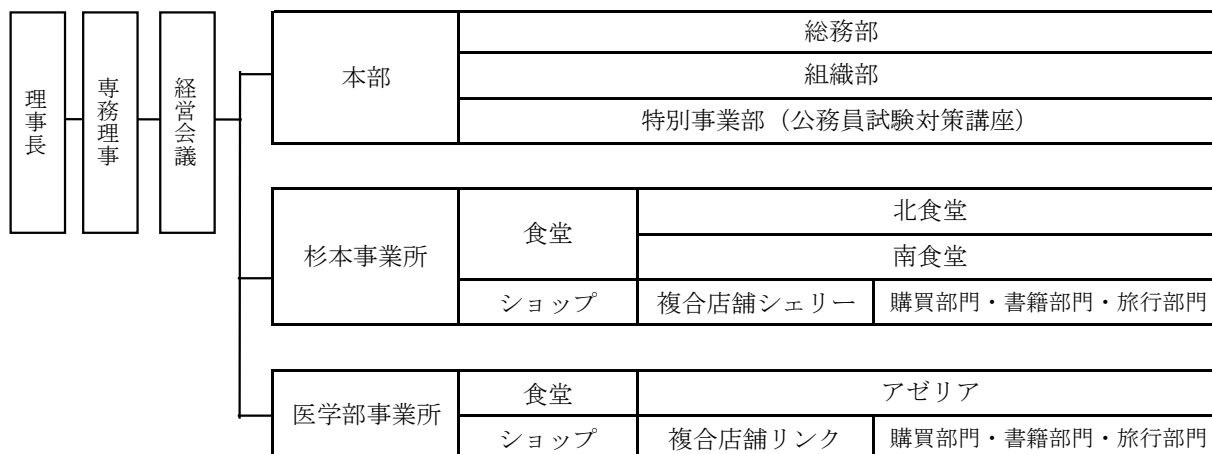 理事長
専務理事
経営会議
本部
総務部
組織部
特別事業部（公務員試験対策講座）
杉本事業所
食堂
北食堂
南食堂
ショップ
複合店舗シェリー
購買部門・書籍部門・旅行部門
医学部事業所
食堂
アゼリア
ショップ
複合店舗リンク
購買部門・書籍部門・旅行部門